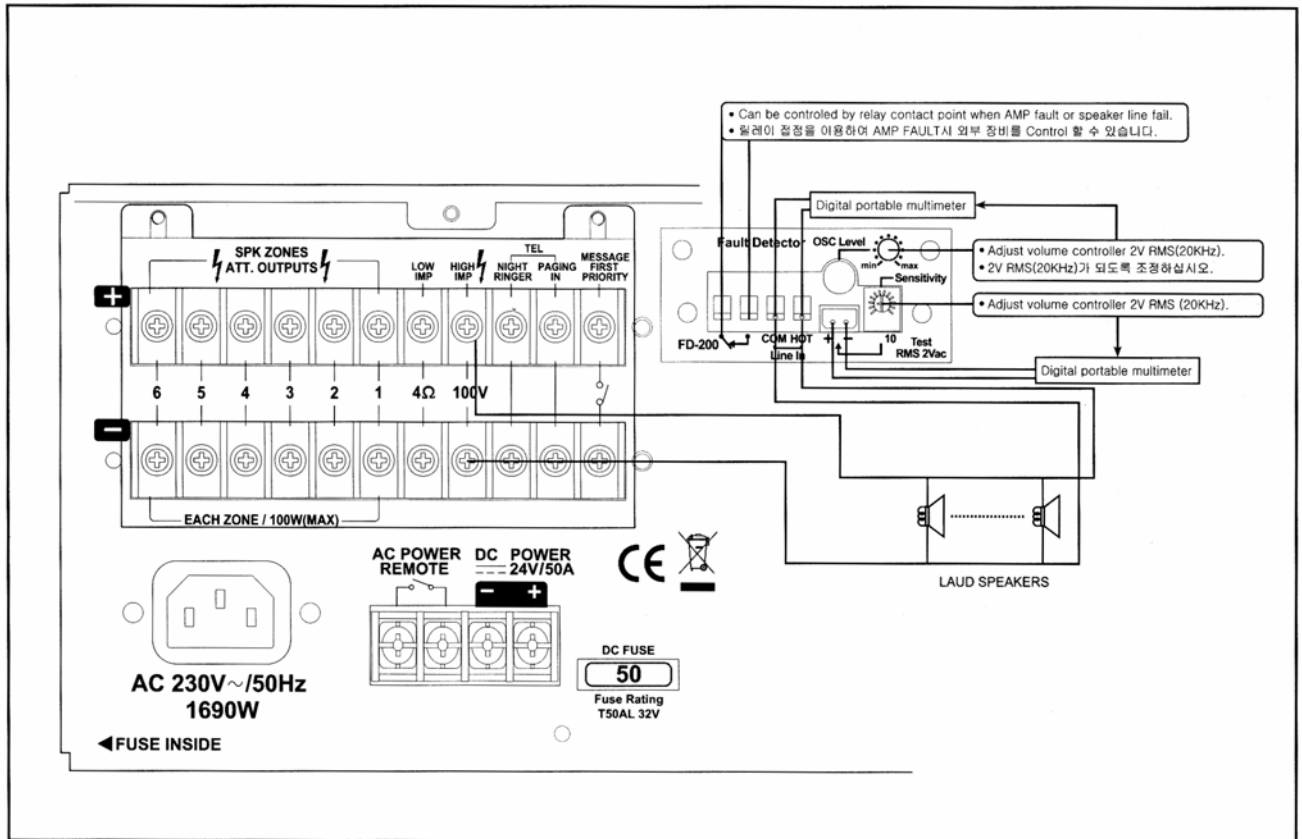 • Can be controled by relay contact point when AMP fault or speaker line fail.
• 릴레이 접점을 이용하여 AMP FAULT시 외부 장비를 Control 할 수 있습니다.
Digital portable multimeter
Fault Detector
OSC Level
min
max
Sensitivity
• Adjust volume controller 2V RMS(20KHz).
• 2V RMS(20KHz)가 되도록 조정하십시오.
• Adjust volume controller 2V RMS (20KHz).
FD-200
COM HOT
Line In
+
−
10
Test
RMS 2Vac
Digital portable multimeter
SPK ZONES
ATT. OUTPUTS
LOW
IMP
HIGH
IMP
TEL
NIGHT
RINGER
PAGING
IN
MESSAGE
FIRST
PRIORITY
+
6 5 4 3 2 1 4Ω 100V
−
EACH ZONE / 100W(MAX)
LAUD SPEAKERS
AC POWER
REMOTE
DC POWER
24V/50A
− +
CE
AC 230V~/50Hz
1690W
DC FUSE
50
Fuse Rating
T50AL 32V
◀FUSE INSIDE